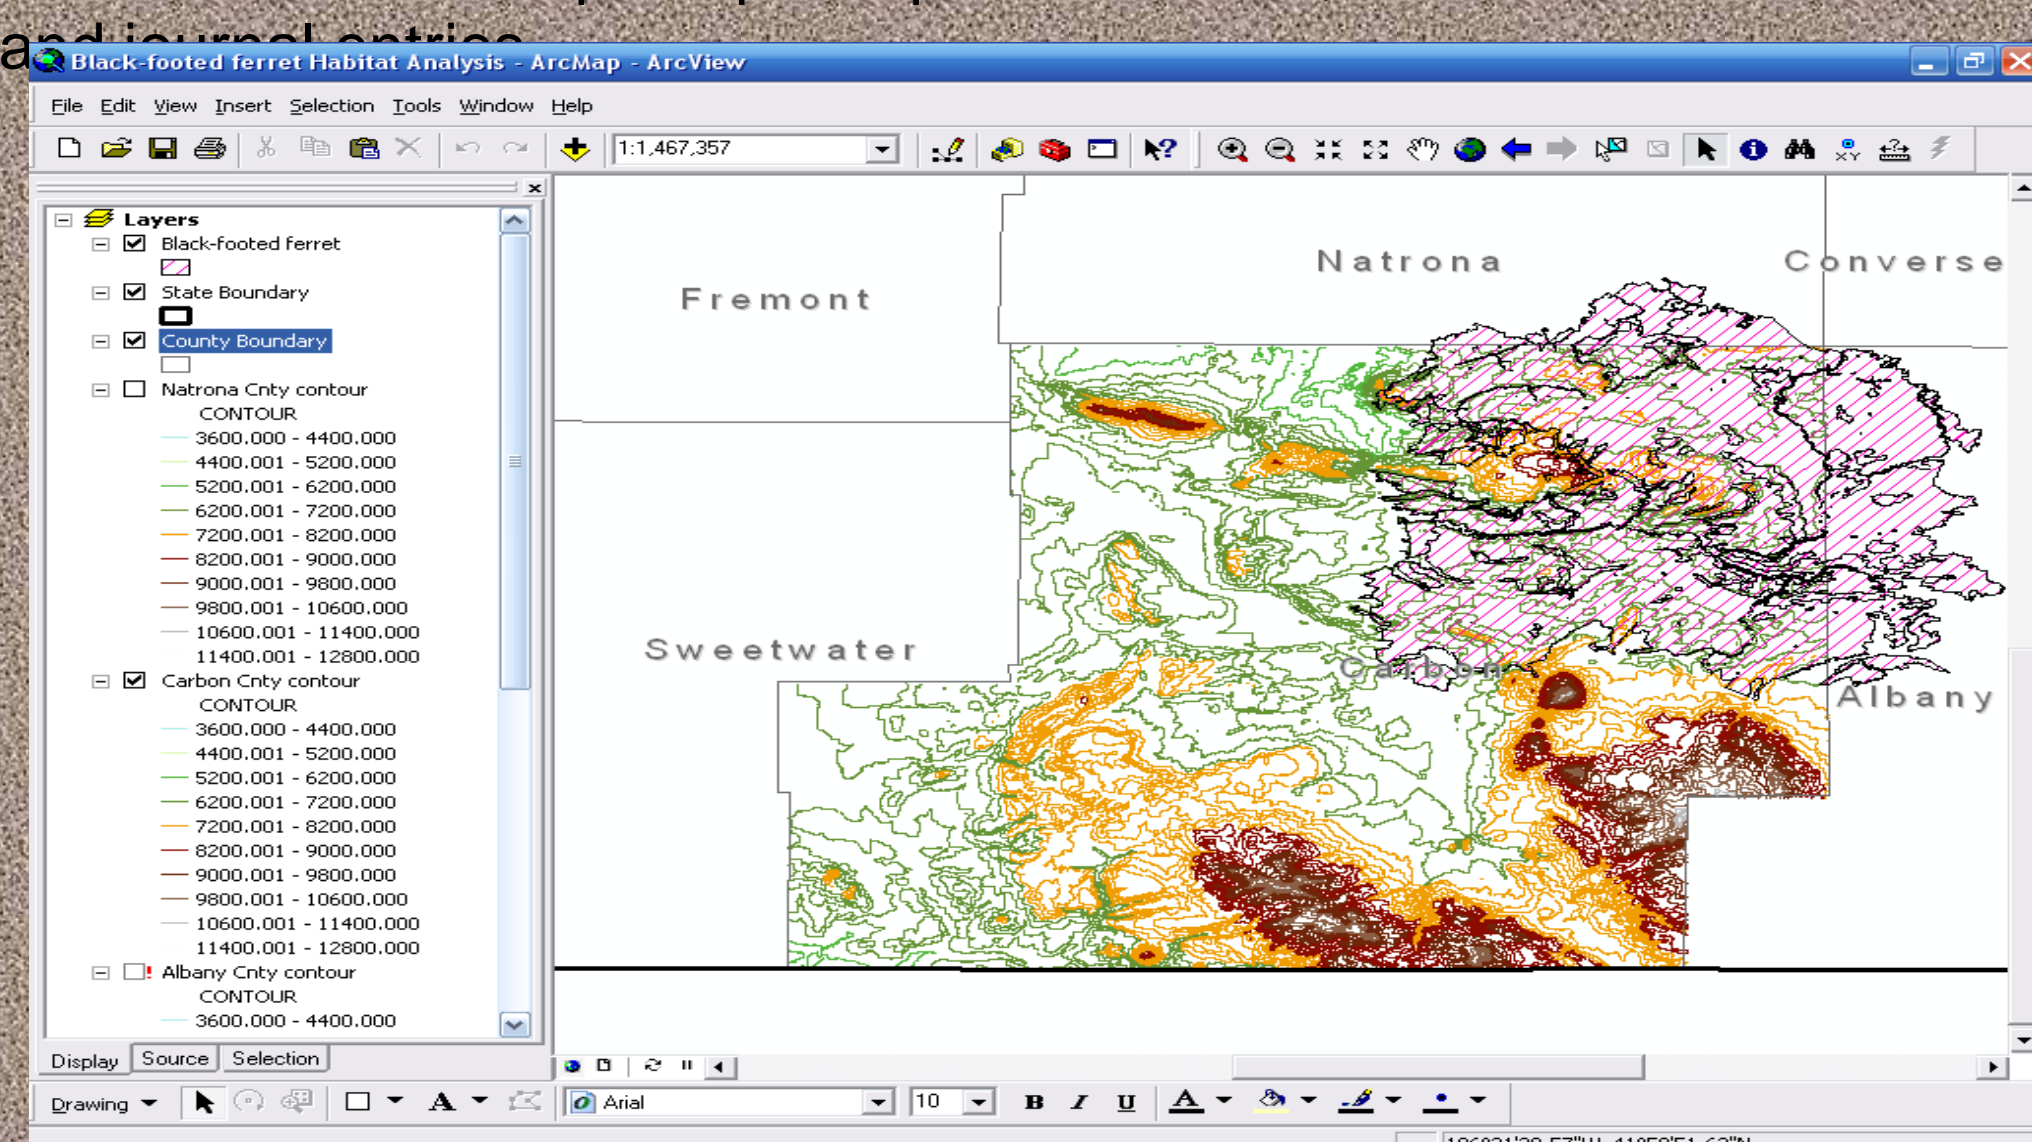 and journal entries
Black-footed ferret Habitat Analysis - ArcMap - ArcView
File Edit View Insert Selection Tools Window Help
1:1,467,357
Layers
Black-footed ferret
State Boundary
County Boundary
Natrona Cnty contour
CONTOUR
3600.000 - 4400.000
4400.001 - 5200.000
5200.001 - 6200.000
6200.001 - 7200.000
7200.001 - 8200.000
8200.001 - 9000.000
9000.001 - 9800.000
9800.001 - 10600.000
10600.001 - 11400.000
11400.001 - 12800.000
Carbon Cnty contour
CONTOUR
3600.000 - 4400.000
4400.001 - 5200.000
5200.001 - 6200.000
6200.001 - 7200.000
7200.001 - 8200.000
8200.001 - 9000.000
9000.001 - 9800.000
9800.001 - 10600.000
10600.001 - 11400.000
11400.001 - 12800.000
Albany Cnty contour
CONTOUR
3600.000 - 4400.000
Display Source Selection
Natrona
Converse
Fremont
Sweetwater
Carbon
Albany
Drawing A Arial 10 B I U A